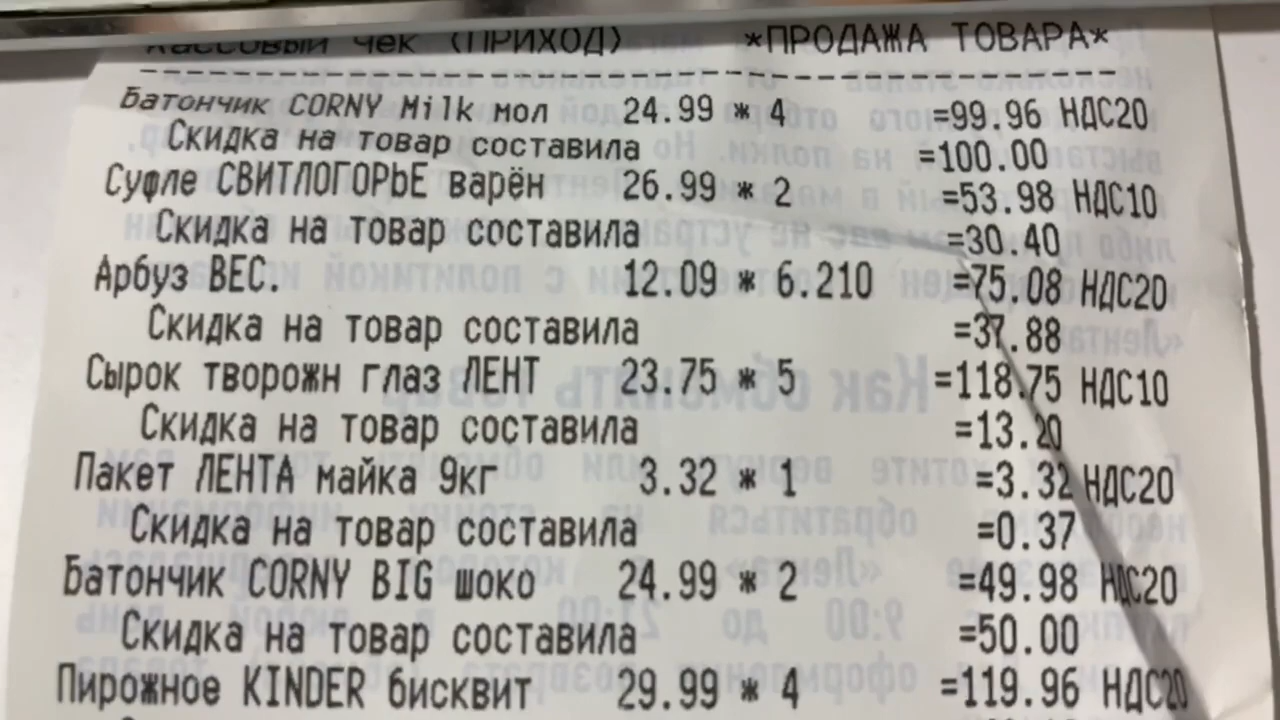 Кассовый чек (ПРИХОД) *ПРОДАЖА ТОВАРА*
Батончик CORNY Milk мол 24.99 * 4 =99.96 НДС20
Скидка на товар составила =100.00
Суфле СВИТЛОГОРЬЕ варён 26.99 * 2 =53.98 НДС10
Скидка на товар составила =30.40
Арбуз ВЕС. 12.09 * 6.210 =75.08 НДС20
Скидка на товар составила =37.88
Сырок творожн глаз ЛЕНТ 23.75 * 5 =118.75 НДС10
Скидка на товар составила =13.20
Пакет ЛЕНТА майка 9кг 3.32 * 1 =3.32 НДС20
Скидка на товар составила =0.37
Батончик CORNY BIG шоко 24.99 * 2 =49.98 НДС20
Скидка на товар составила =50.00
Пирожное KINDER бисквит 29.99 * 4 =119.96 НДС20